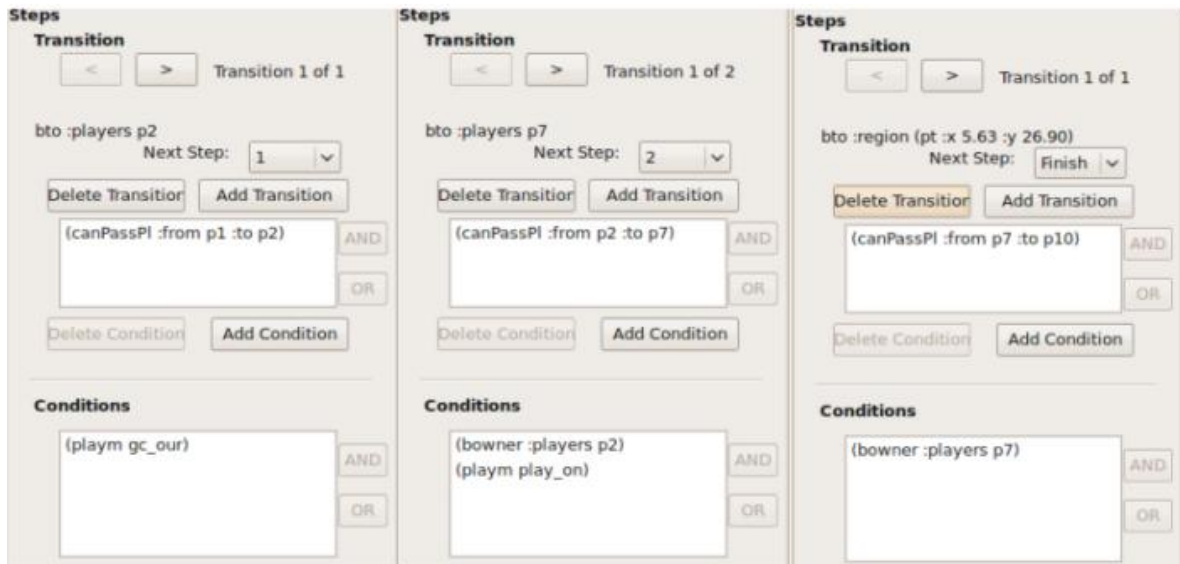 Steps
Transition
< > Transition 1 of 1
bto :players p2
Next Step: 1
Delete Transition Add Transition
(canPassPl :from p1 :to p2)
AND
OR
Delete Condition Add Condition
Conditions
(playm gc_our)
AND
OR
Steps
Transition
< > Transition 1 of 2
bto :players p7
Next Step: 2
Delete Transition Add Transition
(canPassPl :from p2 :to p7)
AND
OR
Delete Condition Add Condition
Conditions
(bowner :players p2)
(playm play_on)
AND
OR
Steps
Transition
< > Transition 1 of 1
bto :region (pt :x 5.63 :y 26.90)
Next Step: Finish
Delete Transition Add Transition
(canPassPl :from p7 :to p10)
AND
OR
Delete Condition Add Condition
Conditions
(bowner :players p7)
AND
OR